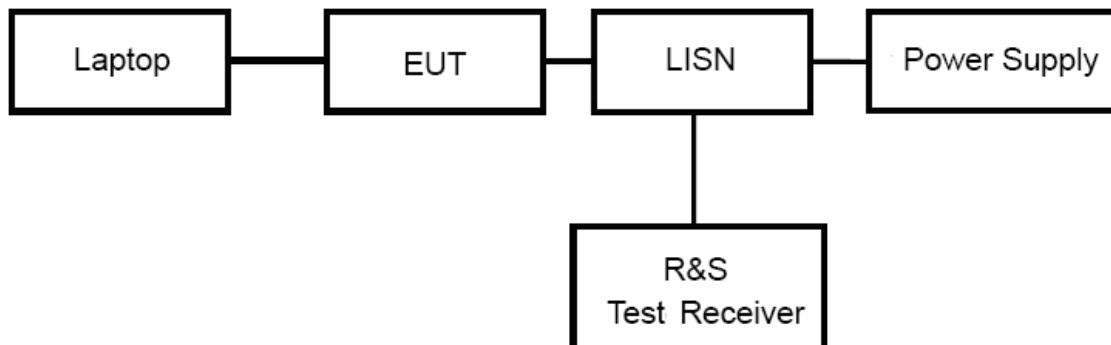 Laptop
EUT
LISN
Power Supply
R&S
Test Receiver